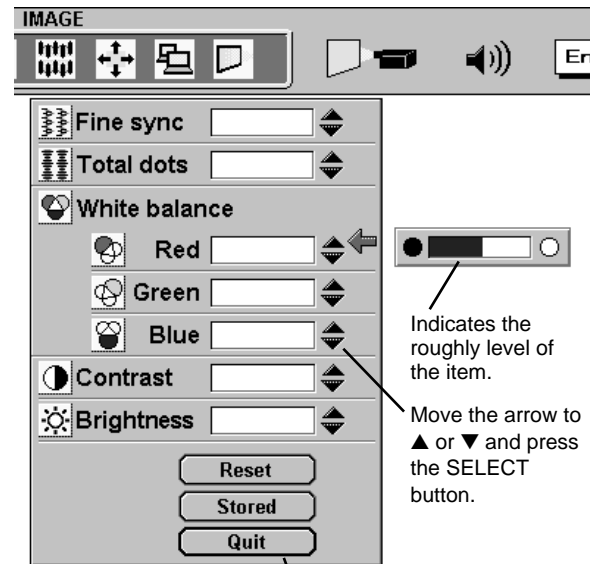 IMAGE
En
Fine sync
Total dots
White balance
Red
Green
Blue
Contrast
Brightness
Reset
Stored
Quit
Indicates the
roughly level of
the item.
Move the arrow to
▲ or ▼ and press
the SELECT
button.